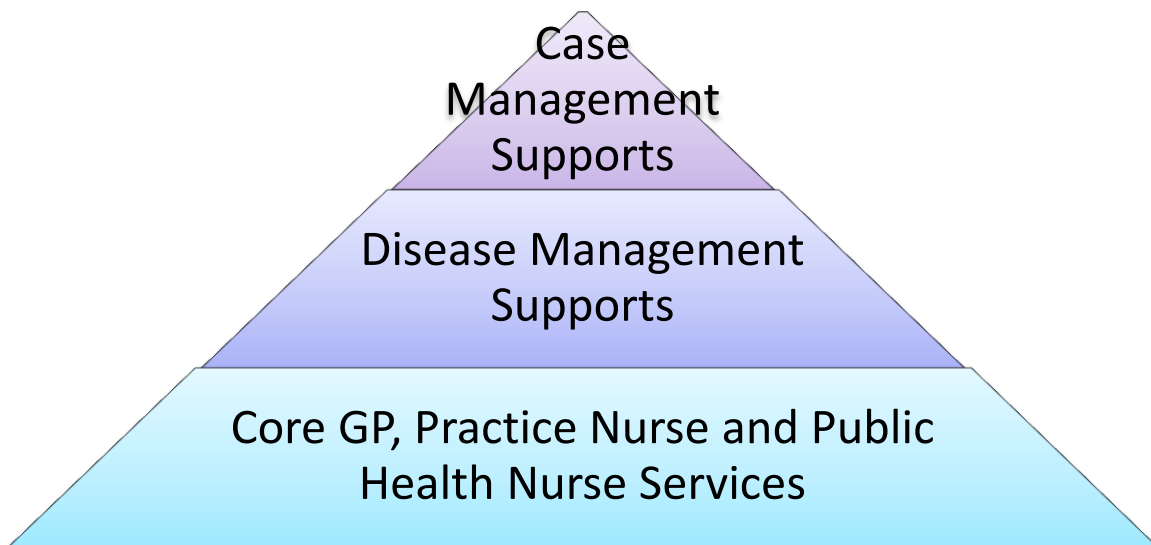 Case
Management
Supports
Disease Management
Supports
Core GP, Practice Nurse and Public
Health Nurse Services